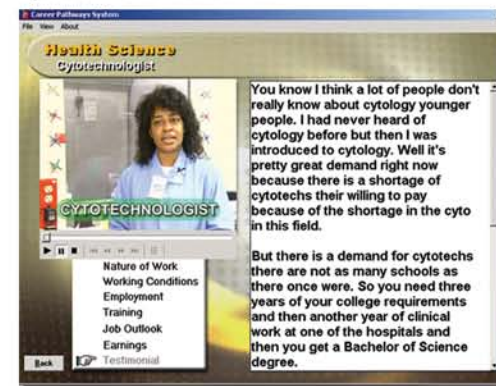 Career Pathways System
File View About
Health Science
Cytotechnologist
CYTOTECHNOLOGIST
Nature of Work
Working Conditions
Employment
Training
Job Outlook
Earnings
Testimonial
Back
You know I think a lot of people don't
really know about cytology younger
people. I had never heard of
cytology before but then I was
introduced to cytology. Well it's
pretty great demand right now
because there is a shortage of
cytotechs their willing to pay
because of the shortage in the cyto
in this field.
But there is a demand for cytotechs
there are not as many schools as
there once were. So you need three
years of your college requirements
and then another year of clinical
work at one of the hospitals and
then you get a Bachelor of Science
degree.